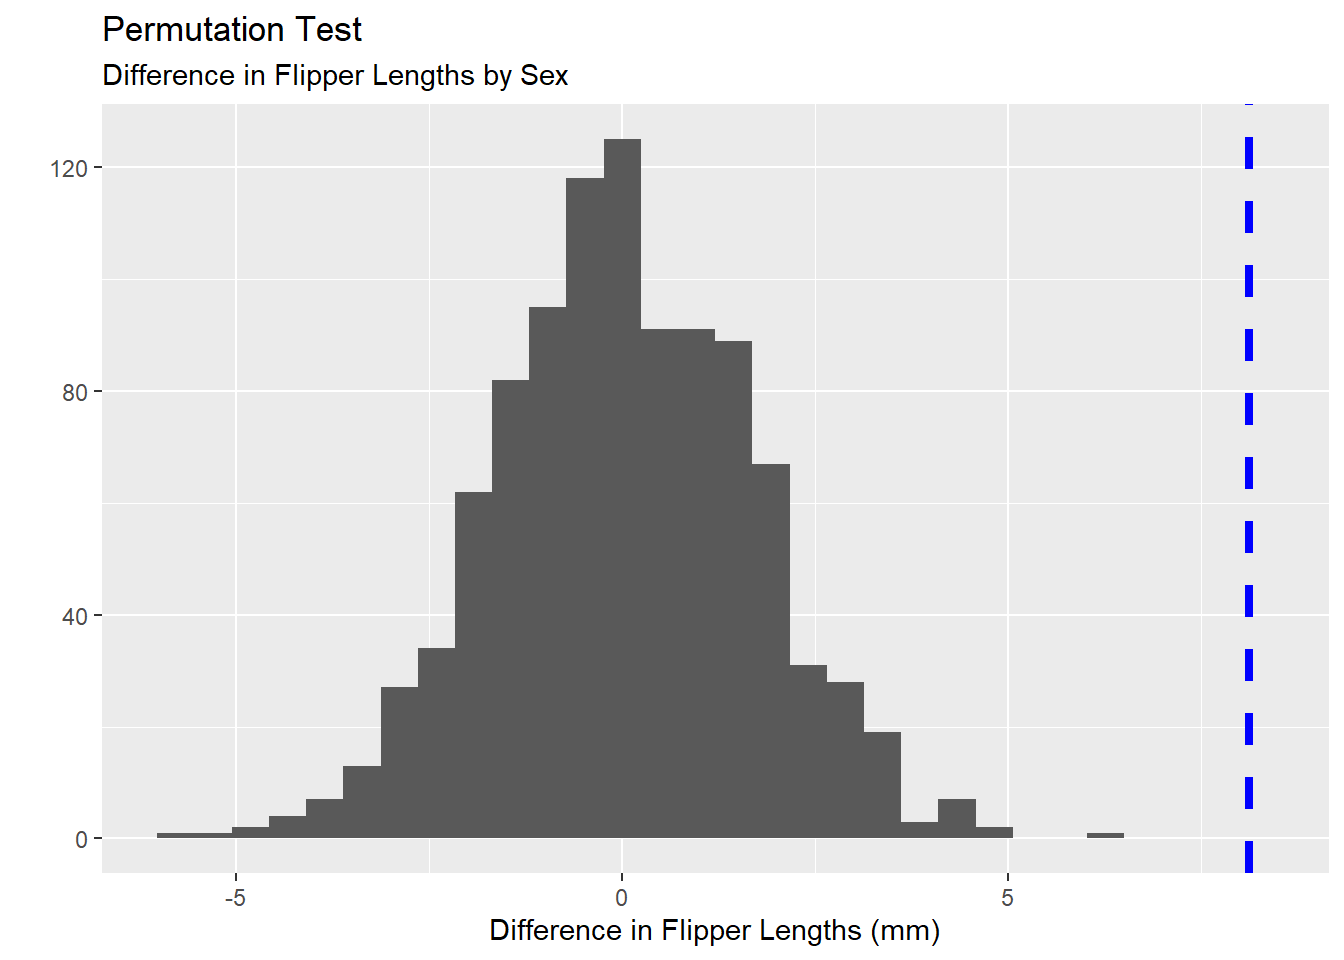 Permutation Test
Difference in Flipper Lengths by Sex
120
80
40
0
-5 0 5
Difference in Flipper Lengths (mm)